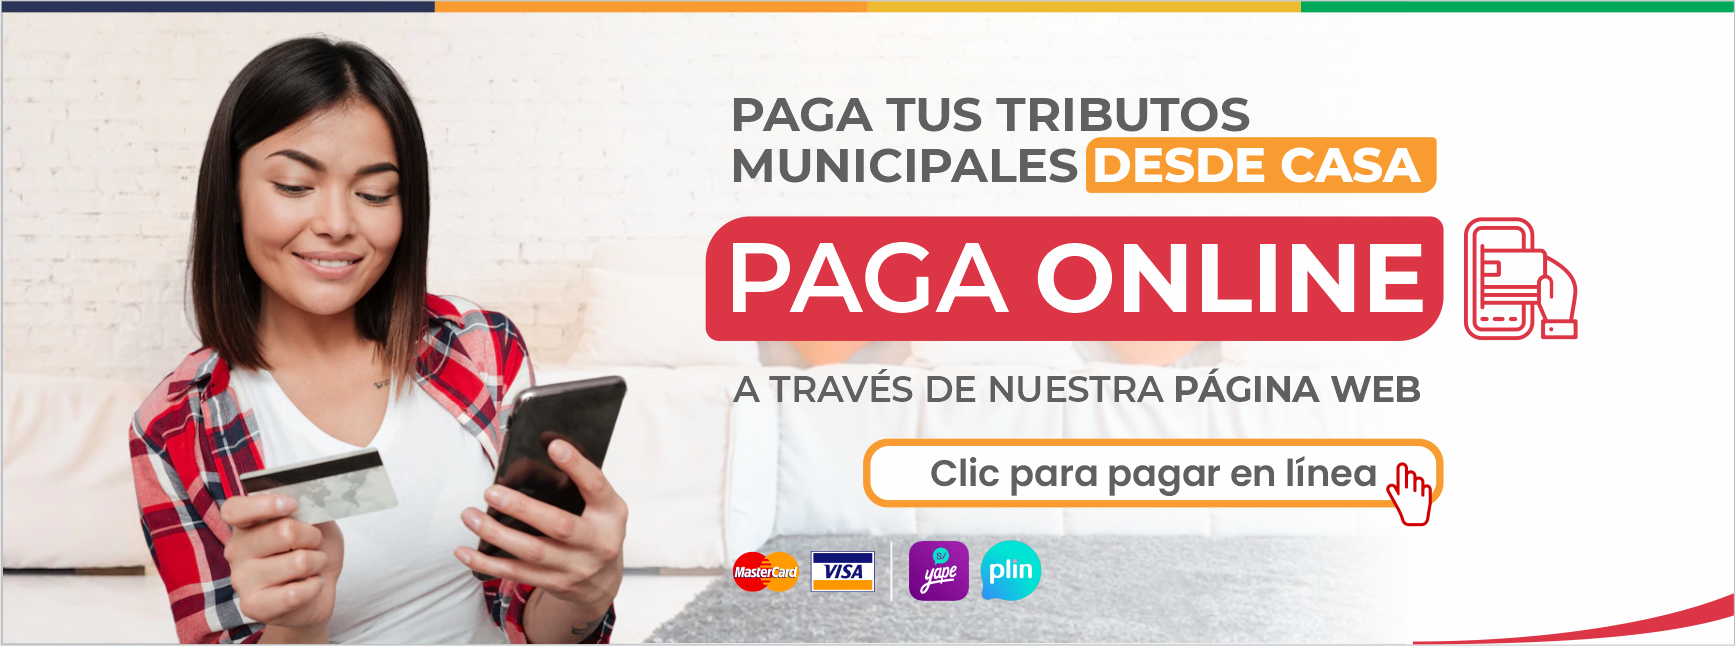 PAGA TUS TRIBUTOS
MUNICIPALES DESDE CASA
PAGA ONLINE
A TRAVÉS DE NUESTRA PÁGINA WEB
Clic para pagar en línea
MasterCard VISA S/ yape plin